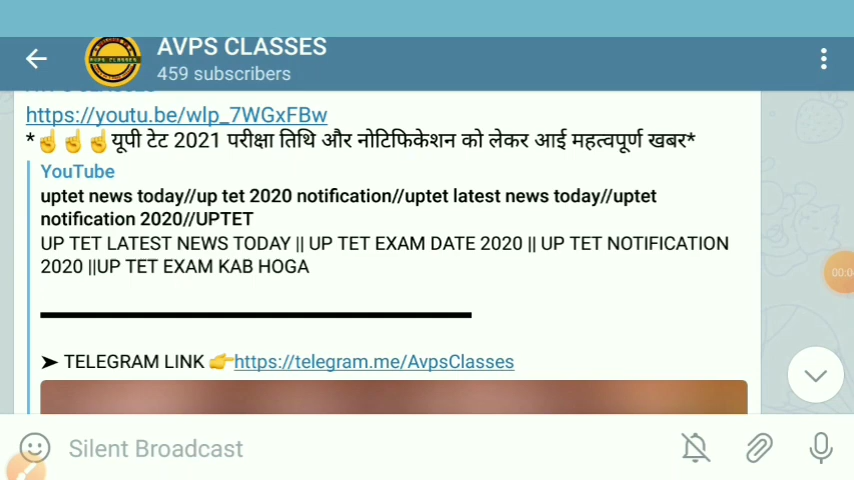 AVPS CLASSES
459 subscribers
https://youtu.be/wlp_7WGxFBw
*☝️☝️☝️यूपी टेट 2021 परीक्षा तिथि और नोटिफिकेशन को लेकर आई महत्वपूर्ण खबर*
YouTube
uptet news today//up tet 2020 notification//uptet latest news today//uptet
notification 2020//UPTET
UP TET LATEST NEWS TODAY || UP TET EXAM DATE 2020 || UP TET NOTIFICATION
2020 ||UP TET EXAM KAB HOGA
➤ TELEGRAM LINK 👉https://telegram.me/AvpsClasses
Silent Broadcast